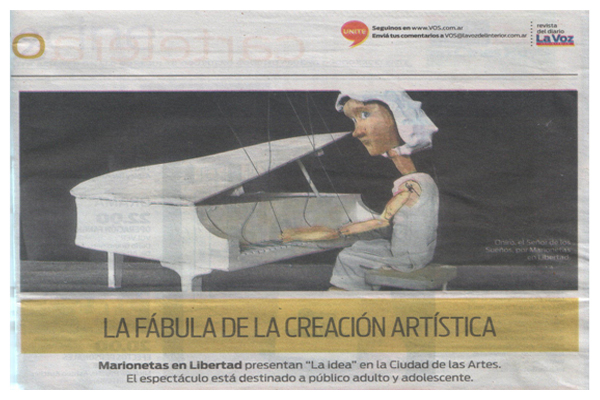 UNITE
Seguinos en www.VOS.com.ar
Enviá tus comentarios a VOS@lavozdelinterior.com.ar
revista
del diario
La Voz
Oniro, el Señor de los
Sueños, por Marionetas
en Libertad.
LA FÁBULA DE LA CREACIÓN ARTÍSTICA
Marionetas en Libertad presentan "La idea" en la Ciudad de las Artes.
El espectáculo está destinado a público adulto y adolescente.